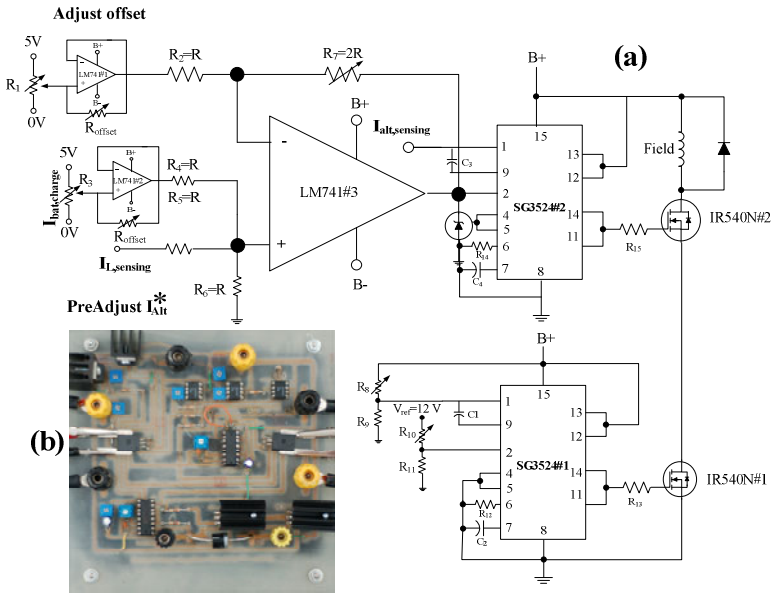 Adjust offset
(a)
5V
R1
0V
B+
LM741#1
B-
Roffset
R2=R
R7=2R
5V
R3
Ibat,charge
0V
B+
LM741#2
B-
Roffset
R4=R
R5=R
IL,sensing
R6=R
PreAdjust IAlt*
B+
LM741#3
B-
-
+
Ialt,sensing
C3
B+
15
1
9
2
4
5
6
7
8
13
12
14
11
SG3524#2
R14
C4
R15
Field
IR540N#2
(b)
B+
R8
R9
Vref=12 V
C1
R10
R11
15
1
9
2
4
5
6
7
8
13
12
14
11
SG3524#1
R12
C2
R13
IR540N#1